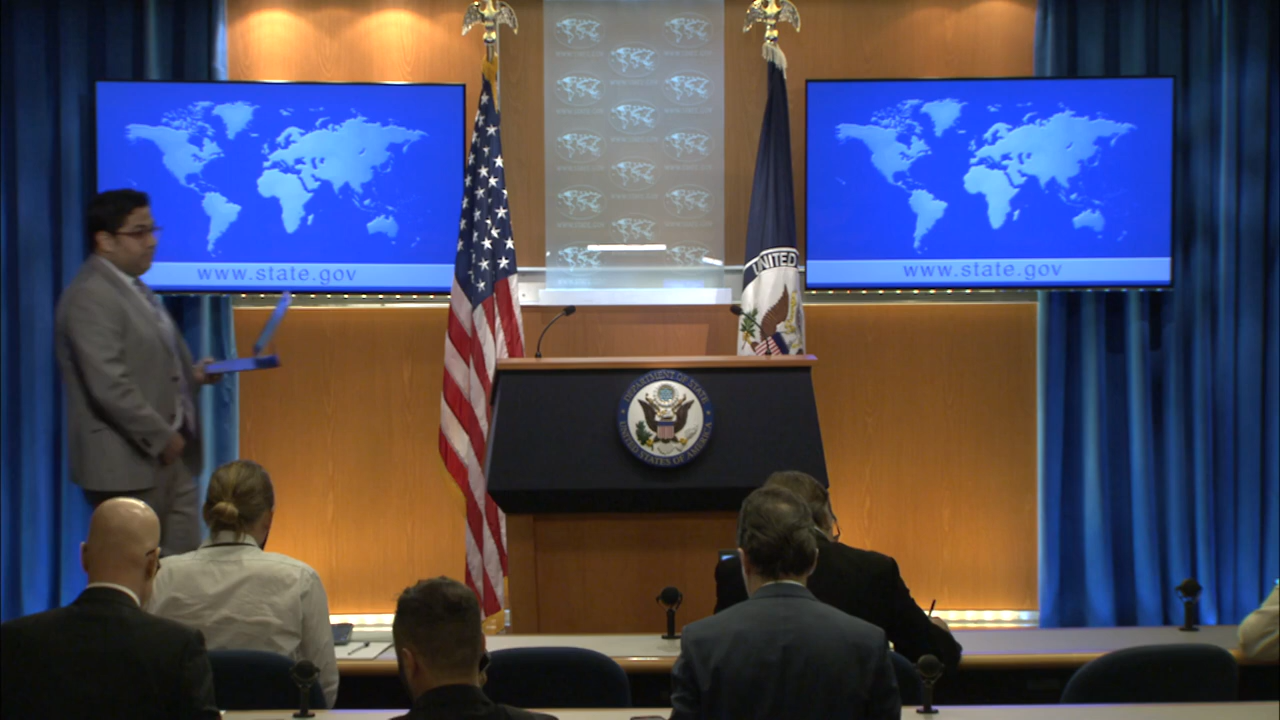 www.state.gov
www.state.gov
UNITED
DEPARTMENT OF STATE
UNITED STATES OF AMERICA